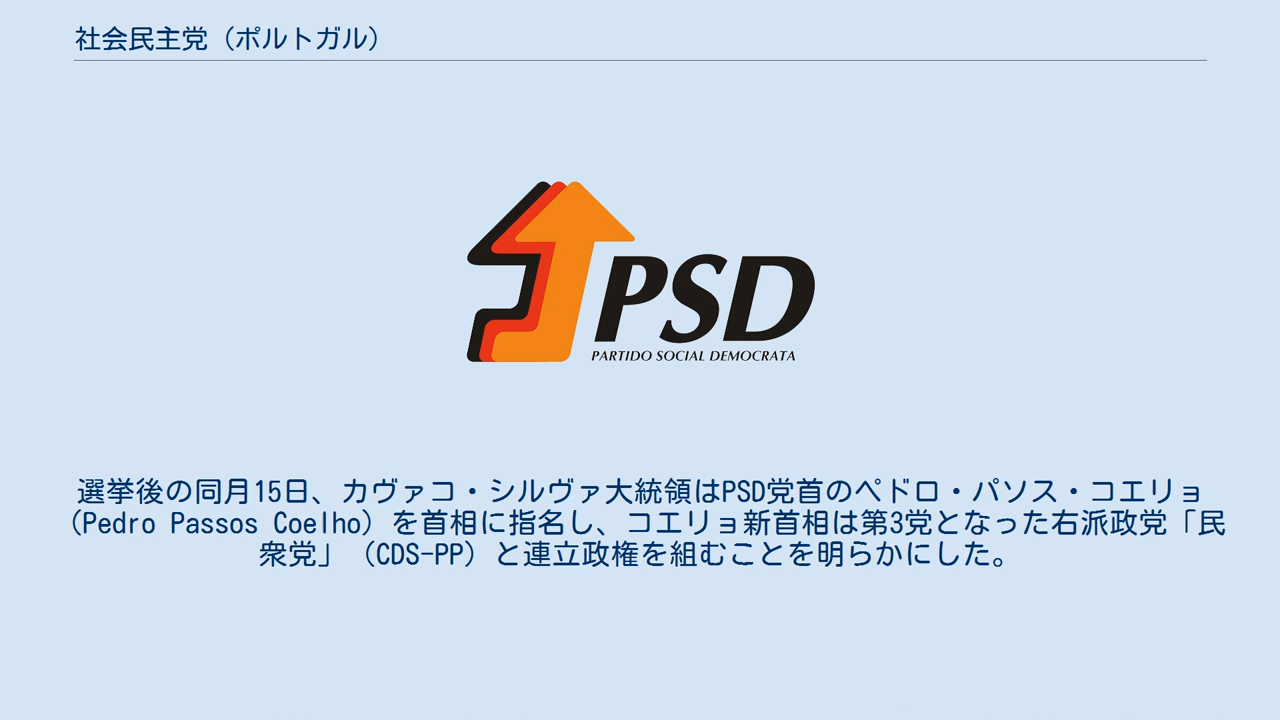 社会民主党（ポルトガル）
PSD
PARTIDO SOCIAL DEMOCRATA
選挙後の同月15日、カヴァコ・シルヴァ大統領はPSD党首のペドロ・パソス・コエリョ
(Pedro Passos Coelho）を首相に指名し、コエリョ新首相は第3党となった右派政党「民
衆党」（CDS-PP）と連立政権を組むことを明らかにした。